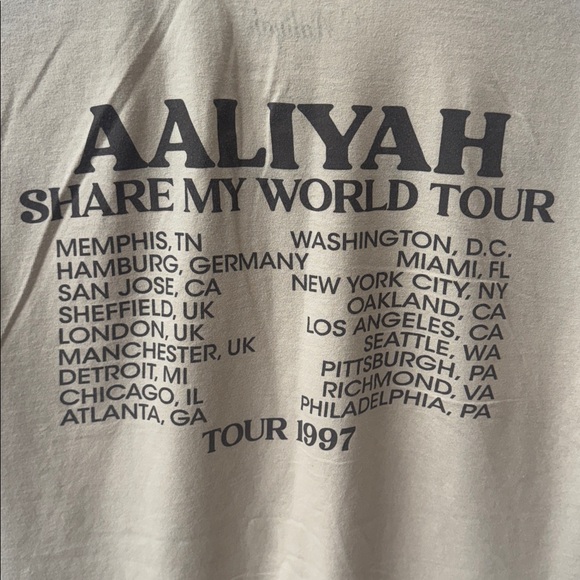 Aaliyah
AALIYAH
SHARE MY WORLD TOUR
MEMPHIS, TN
HAMBURG, GERMANY
SAN JOSE, CA
SHEFFIELD, UK
LONDON, UK
MANCHESTER, UK
DETROIT, MI
CHICAGO, IL
ATLANTA, GA
WASHINGTON, D.C.
MIAMI, FL
NEW YORK CITY, NY
OAKLAND, CA
LOS ANGELES, CA
SEATTLE, WA
PITTSBURGH, PA
RICHMOND, VA
PHILADELPHIA, PA
TOUR 1997